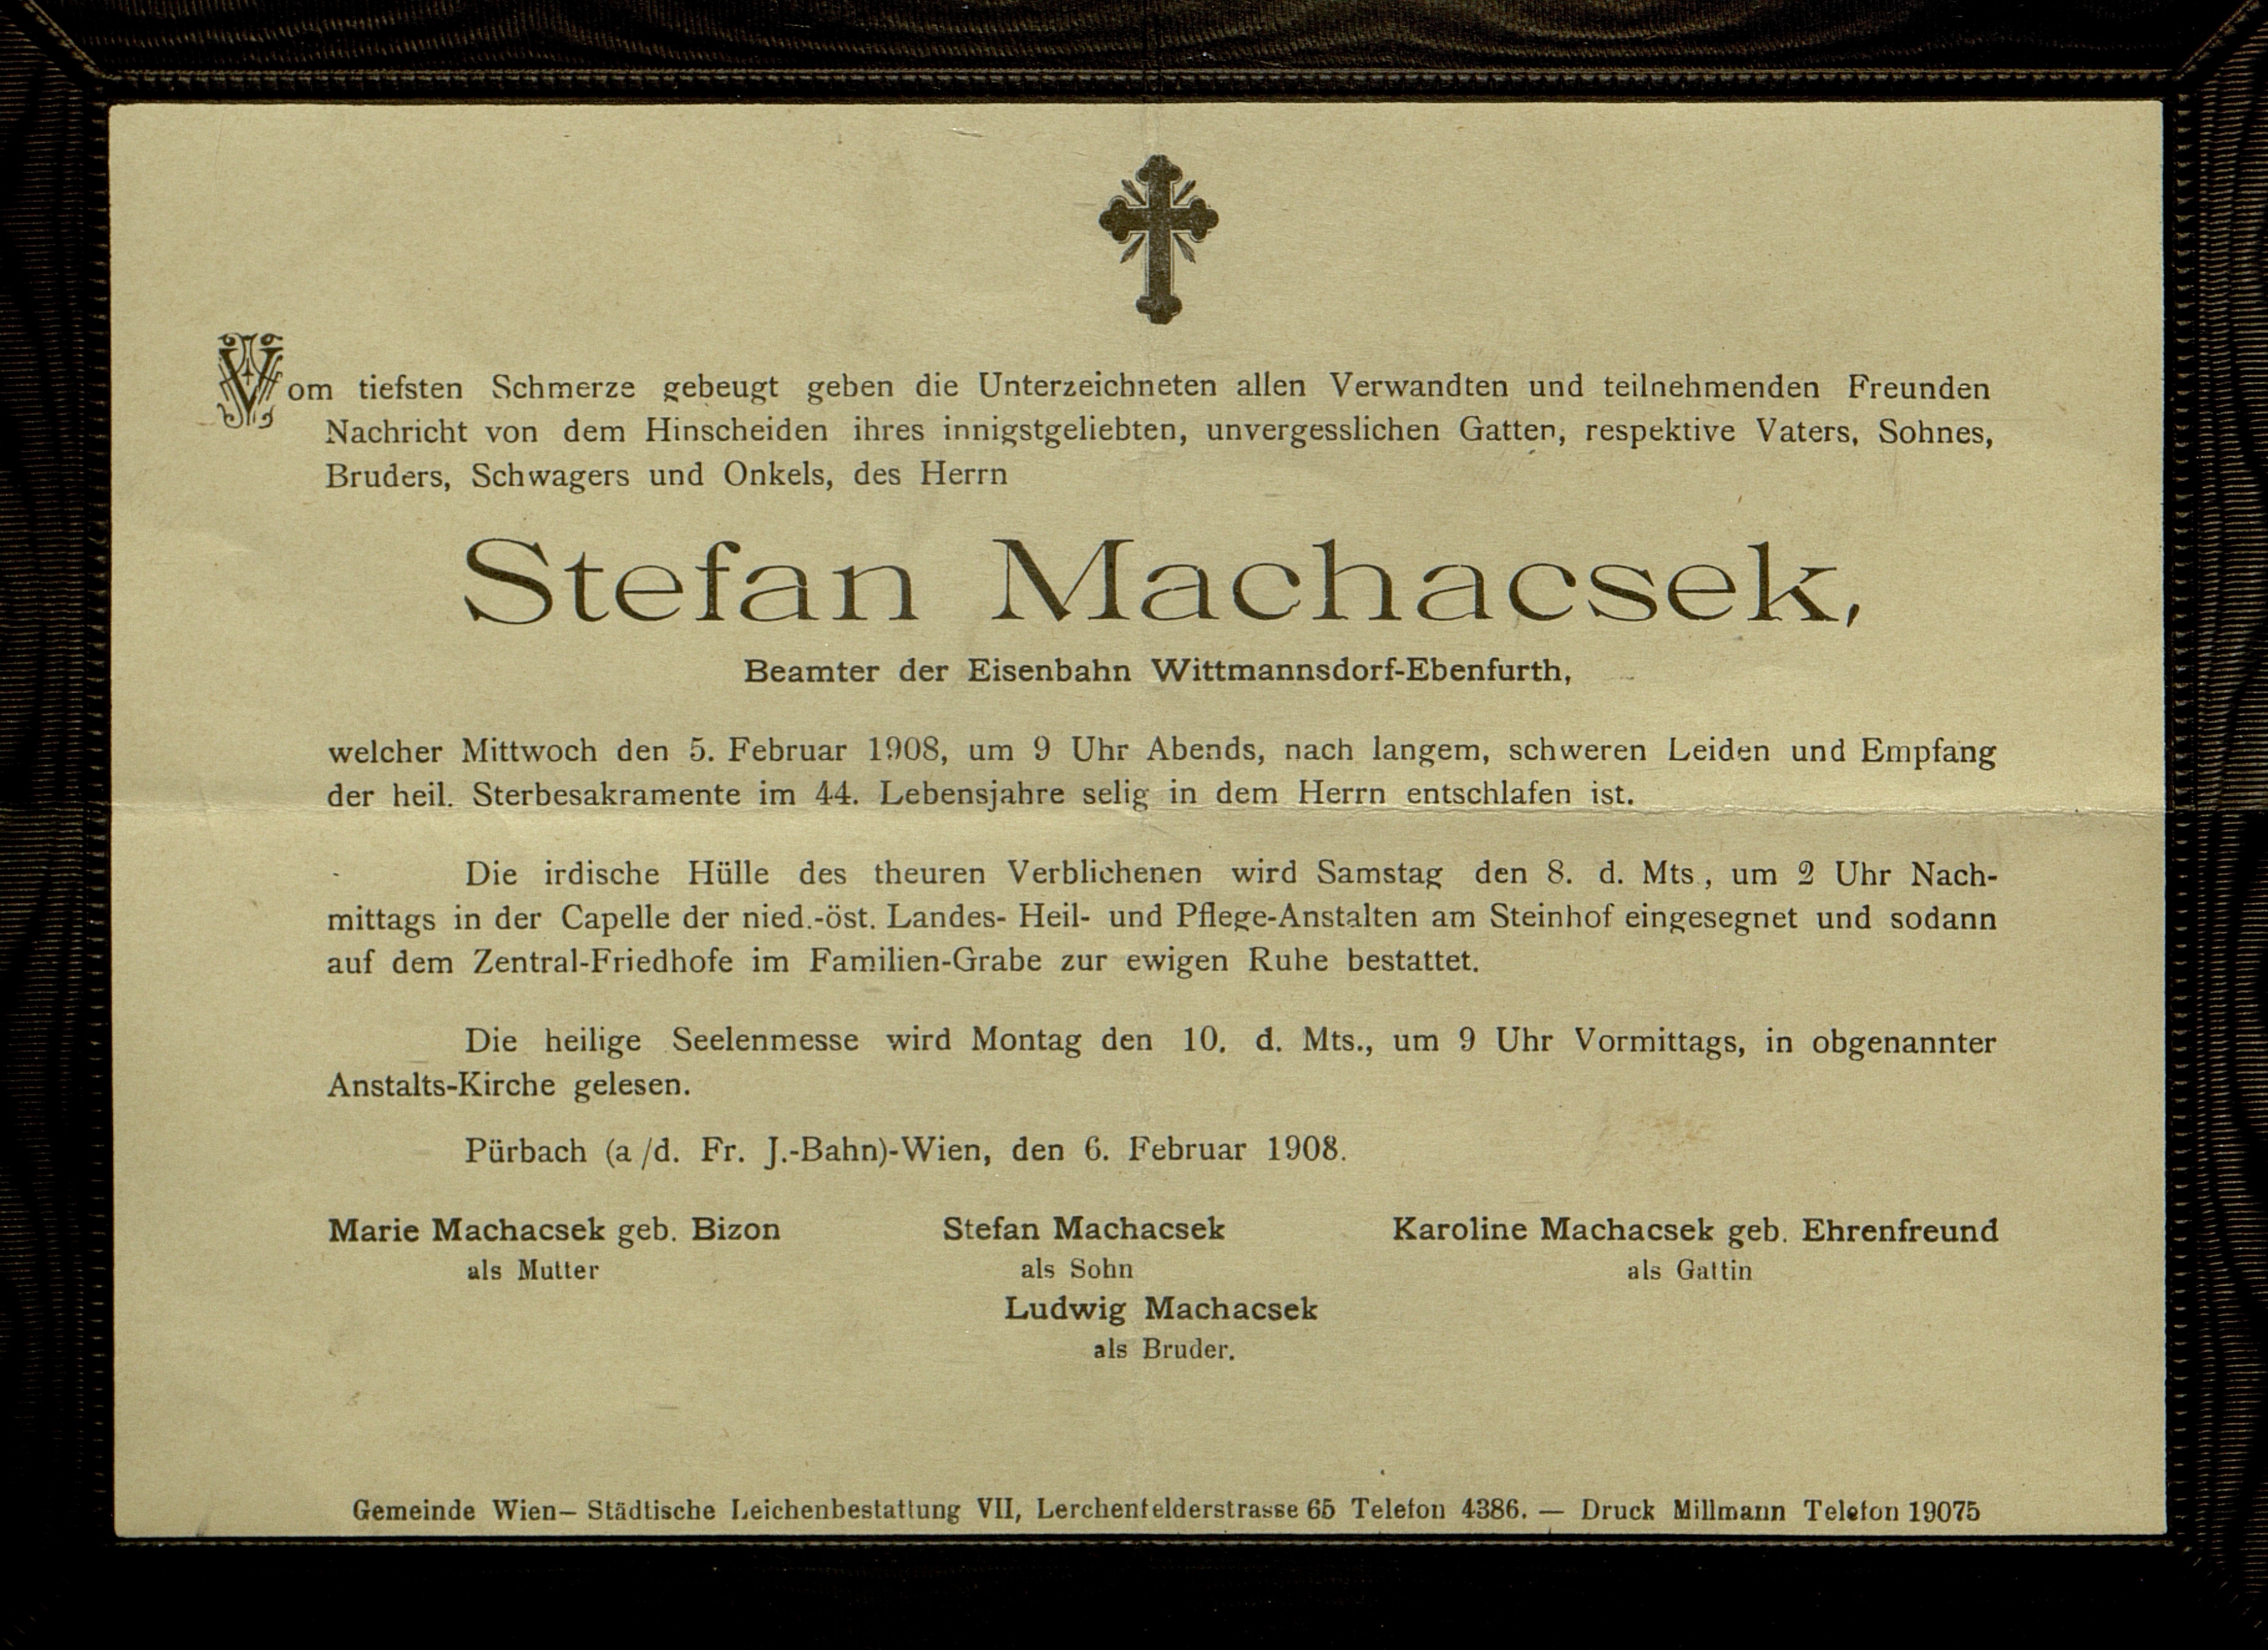 Vom tiefsten Schmerze gebeugt geben die Unterzeichneten allen Verwandten und teilnehmenden Freunden
Nachricht von dem Hinscheiden ihres innigstgeliebten, unvergesslichen Gatten, respektive Vaters, Sohnes,
Bruders, Schwagers und Onkels, des Herrn
Stefan Machacsek,
Beamter der Eisenbahn Wittmannsdorf-Ebenfurth,
welcher Mittwoch den 5. Februar 1908, um 9 Uhr Abends, nach langem, schweren Leiden und Empfang
der heil. Sterbesakramente im 44. Lebensjahre selig in dem Herrn entschlafen ist.
Die irdische Hülle des theuren Verblichenen wird Samstag den 8. d. Mts., um 2 Uhr Nach-
mittags in der Capelle der nied.-öst. Landes- Heil- und Pflege-Anstalten am Steinhof eingesegnet und sodann
auf dem Zentral-Friedhofe im Familien-Grabe zur ewigen Ruhe bestattet.
Die heilige Seelenmesse wird Montag den 10. d. Mts., um 9 Uhr Vormittags, in obgenannter
Anstalts-Kirche gelesen.
Pürbach (a/d. Fr. J.-Bahn)-Wien, den 6. Februar 1908.
Marie Machacsek geb. Bizon Stefan Machacsek Karoline Machacsek geb. Ehrenfreund
als Mutter als Sohn als Gattin
Ludwig Machacsek
als Bruder.
Gemeinde Wien— Städtische Leichenbestattung VII, Lerchenfelderstrasse 65 Telefon 4386. — Druck Millmann Telefon 19075